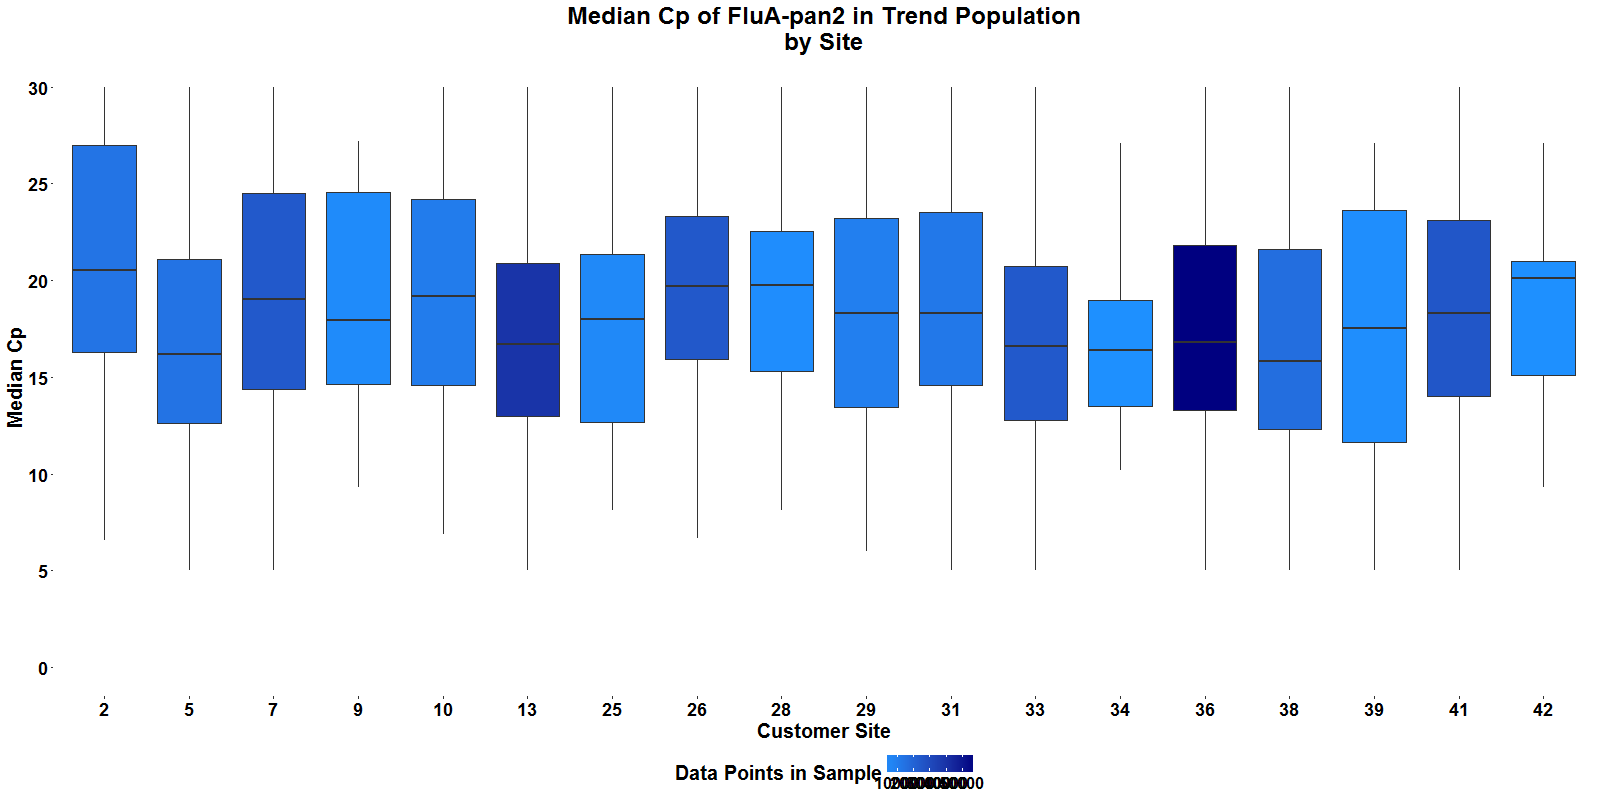 Median Cp of FluA-pan2 in Trend Population
by Site
Median Cp
30
25
20
15
10
5
0
2 5 7 9 10 13 25 26 28 29 31 33 34 36 38 39 41 42
Customer Site
Data Points in Sample